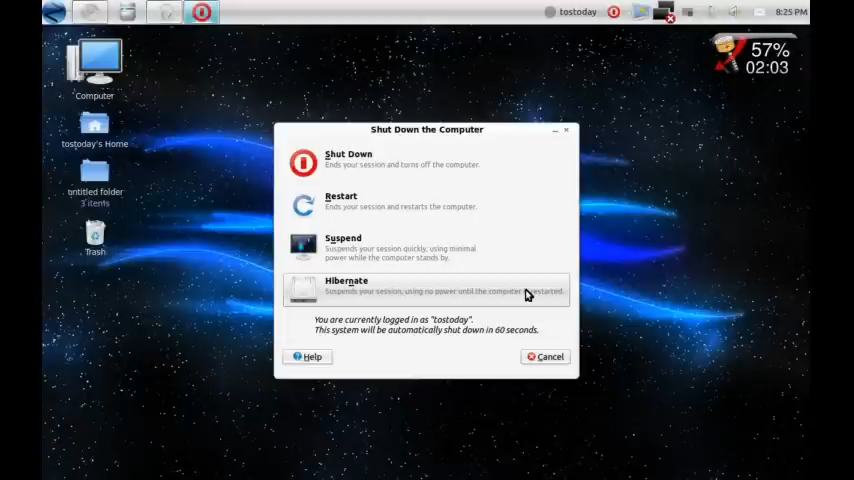 tostoday
8:25 PM
57%
02:03
Computer
tostoday's Home
untitled folder
3 items
Trash
Shut Down the Computer
Shut Down
Ends your session and turns off the computer.
Restart
Ends your session and restarts the computer.
Suspend
Suspends your session quickly, using minimal
power while the computer stands by.
Hibernate
Suspends your session, using no power until the computer restarted.
You are currently logged in as "tostoday".
This system will be automatically shut down in 60 seconds.
Help
Cancel